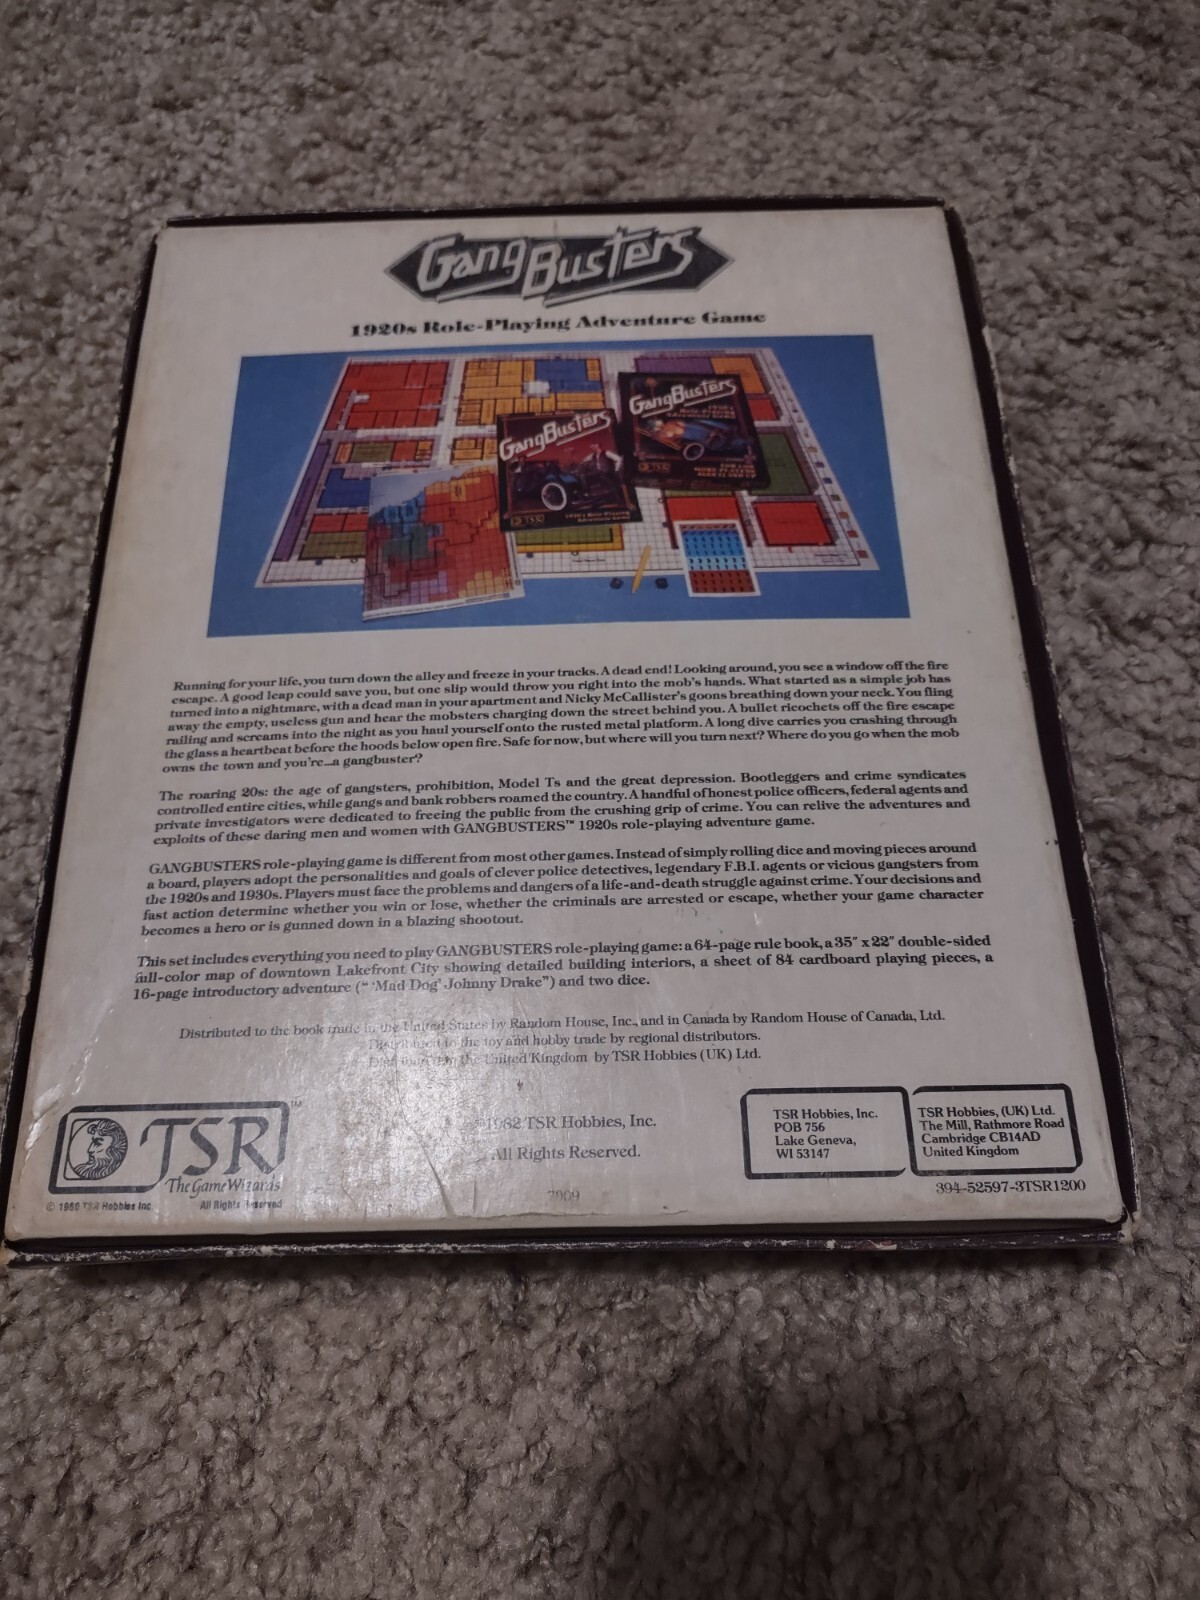 GangBusters
1920s Role-Playing Adventure Game
GangBusters
GangBusters
TSR
TSR
Running for your life, you turn down the alley and freeze in your tracks. A dead end! Looking around, you see a window off the fire
escape. A good leap could save you, but one slip would throw you right into the mob's hands. What started as a simple job has
turned into a nightmare, with a dead man in your apartment and Nicky McCallister's goons breathing down your neck. You fling
away the empty, useless gun and hear the mobsters charging down the street behind you. A bullet ricochets off the fire escape
railing and screams into the night as you haul yourself onto the rusted metal platform. A long dive carries you crashing through
the glass a heartbeat before the hoods below open fire. Safe for now, but where will you turn next? Where do you go when the mob
owns the town and you're...a gangbuster?
The roaring 20s: the age of gangsters, prohibition, Model Ts and the great depression. Bootleggers and crime syndicates
controlled entire cities, while gangs and bank robbers roamed the country. A handful of honest police officers, federal agents and
private investigators were dedicated to freeing the public from the crushing grip of crime. You can relive the adventures and
exploits of these daring men and women with GANGBUSTERS™ 1920s role-playing adventure game.
GANGBUSTERS role-playing game is different from most other games. Instead of simply rolling dice and moving pieces around
a board, players adopt the personalities and goals of clever police detectives, legendary F.B.I. agents or vicious gangsters from
the 1920s and 1930s. Players must face the problems and dangers of a life-and-death struggle against crime. Your decisions and
fast action determine whether you win or lose, whether the criminals are arrested or escape, whether your game character
becomes a hero or is gunned down in a blazing shootout.
This set includes everything you need to play GANGBUSTERS role-playing game: a 64-page rule book, a 35" x 22" double-sided
full-color map of downtown Lakefront City showing detailed building interiors, a sheet of 84 cardboard playing pieces, a
16-page introductory adventure (“ ‘Mad Dog’ Johnny Drake”) and two dice.
Distributed to the book trade in the United States by Random House, Inc., and in Canada by Random House of Canada, Ltd.
Distributed to the toy and hobby trade by regional distributors.
Distributed in the United Kingdom by TSR Hobbies (UK) Ltd.
TSR™
The Game Wizards
© 1980 TSR Hobbies Inc.
All Rights Reserved
©1982 TSR Hobbies, Inc.
All Rights Reserved.
7009
TSR Hobbies, Inc.
POB 756
Lake Geneva,
WI 53147
TSR Hobbies, (UK) Ltd.
The Mill, Rathmore Road
Cambridge CB14AD
United Kingdom
394-52597-3TSR1200